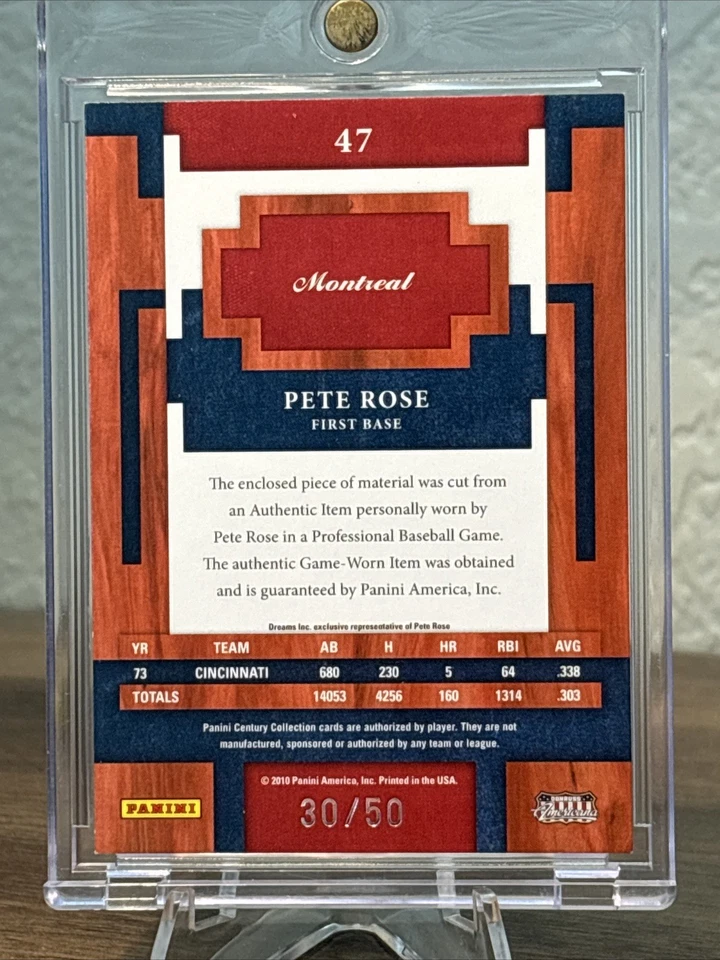 47
Montreal
PETE ROSE
FIRST BASE
The enclosed piece of material was cut from
an Authentic Item personally worn by
Pete Rose in a Professional Baseball Game.
The authentic Game-Worn Item was obtained
and is guaranteed by Panini America, Inc.
Dreams Inc. exclusive representative of Pete Rose
YR TEAM AB H HR RBI AVG
73 CINCINNATI 680 230 5 64 .338
TOTALS 14053 4256 160 1314 .303
Panini Century Collection cards are authorized by player. They are not
manufactured, sponsored or authorized by any team or league.
© 2010 Panini America, Inc. Printed in the USA.
PANINI
30/50
Americana